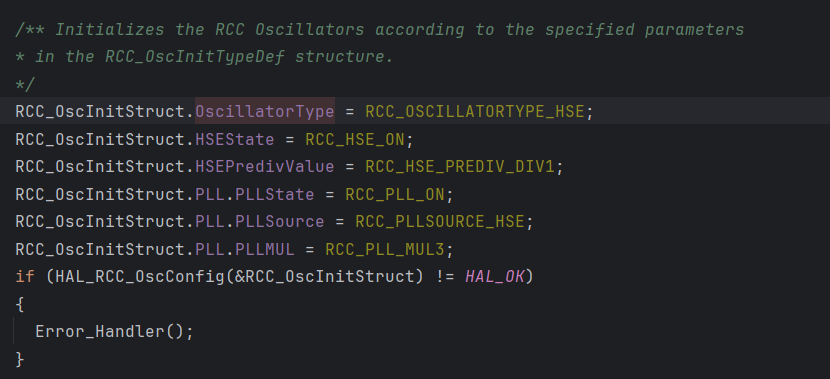 /** Initializes the RCC Oscillators according to the specified parameters
* in the RCC_OscInitTypeDef structure.
*/
RCC_OscInitStruct.OscillatorType = RCC_OSCILLATORTYPE_HSE;
RCC_OscInitStruct.HSEState = RCC_HSE_ON;
RCC_OscInitStruct.HSEPredivValue = RCC_HSE_PREDIV_DIV1;
RCC_OscInitStruct.PLL.PLLState = RCC_PLL_ON;
RCC_OscInitStruct.PLL.PLLSource = RCC_PLLSOURCE_HSE;
RCC_OscInitStruct.PLL.PLLMUL = RCC_PLL_MUL3;
if (HAL_RCC_OscConfig(&RCC_OscInitStruct) != HAL_OK)
{
  Error_Handler();
}